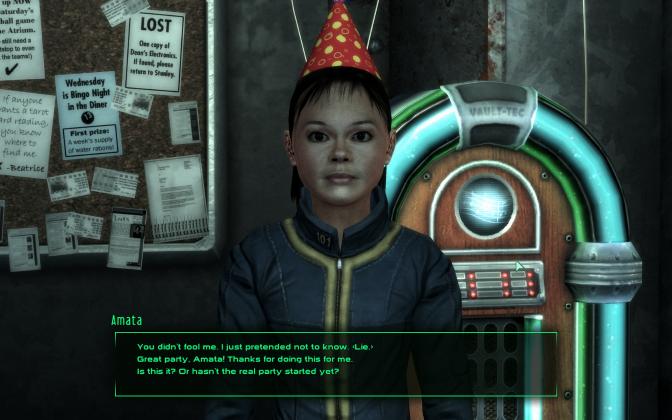 up NOW
Saturday's
ball game
e Atrium.
still need a
tstop to even
the teams!)
LOST
One copy of
Dean's Electronics.
If found, please
return to Stanley.
Wednesday
is Bingo Night
in the Diner
First prize:
A week's supply
of water rations!
If anyone
wants a tarot
card reading,
you know
where to
find me.
-Beatrice
VAULT-TEC
101
Amata
You didn't fool me. I just pretended not to know. <Lie.>
Great party, Amata! Thanks for doing this for me.
Is this it? Or hasn't the real party started yet?